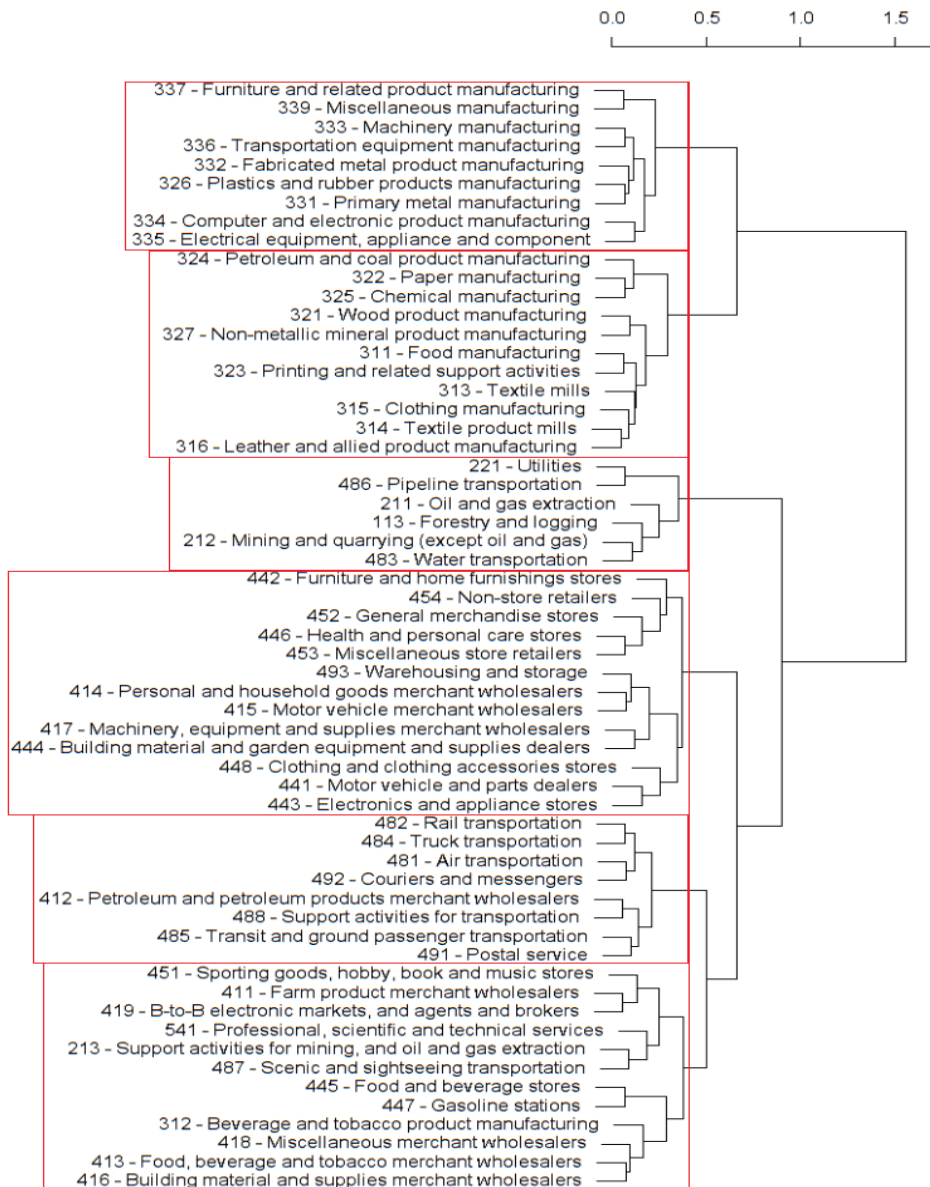 0.0 0.5 1.0 1.5
337 - Furniture and related product manufacturing
339 - Miscellaneous manufacturing
333 - Machinery manufacturing
336 - Transportation equipment manufacturing
332 - Fabricated metal product manufacturing
326 - Plastics and rubber products manufacturing
331 - Primary metal manufacturing
334 - Computer and electronic product manufacturing
335 - Electrical equipment, appliance and component
324 - Petroleum and coal product manufacturing
322 - Paper manufacturing
325 - Chemical manufacturing
321 - Wood product manufacturing
327 - Non-metallic mineral product manufacturing
311 - Food manufacturing
323 - Printing and related support activities
313 - Textile mills
315 - Clothing manufacturing
314 - Textile product mills
316 - Leather and allied product manufacturing
221 - Utilities
486 - Pipeline transportation
211 - Oil and gas extraction
113 - Forestry and logging
212 - Mining and quarrying (except oil and gas)
483 - Water transportation
442 - Furniture and home furnishings stores
454 - Non-store retailers
452 - General merchandise stores
446 - Health and personal care stores
453 - Miscellaneous store retailers
493 - Warehousing and storage
414 - Personal and household goods merchant wholesalers
415 - Motor vehicle merchant wholesalers
417 - Machinery, equipment and supplies merchant wholesalers
444 - Building material and garden equipment and supplies dealers
448 - Clothing and clothing accessories stores
441 - Motor vehicle and parts dealers
443 - Electronics and appliance stores
482 - Rail transportation
484 - Truck transportation
481 - Air transportation
492 - Couriers and messengers
412 - Petroleum and petroleum products merchant wholesalers
488 - Support activities for transportation
485 - Transit and ground passenger transportation
491 - Postal service
451 - Sporting goods, hobby, book and music stores
411 - Farm product merchant wholesalers
419 - B-to-B electronic markets, and agents and brokers
541 - Professional, scientific and technical services
213 - Support activities for mining, and oil and gas extraction
487 - Scenic and sightseeing transportation
445 - Food and beverage stores
447 - Gasoline stations
312 - Beverage and tobacco product manufacturing
418 - Miscellaneous merchant wholesalers
413 - Food, beverage and tobacco merchant wholesalers
416 - Building material and supplies merchant wholesalers